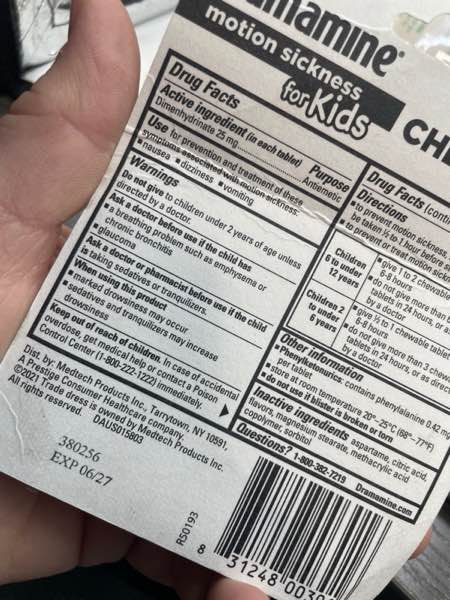 mamine®
motion sickness
for Kids
CH
Drug Facts
Active ingredient (in each tablet) Purpose
Dimenhydrinate 25 mg..................Antiemetic
Use for prevention and treatment of these
symptoms associated with motion sickness:
■ nausea ■ dizziness ■ vomiting
Warnings
Do not give to children under 2 years of age unless
directed by a doctor.
Ask a doctor before use if the child has
■ a breathing problem such as emphysema or
chronic bronchitis
■ glaucoma
Ask a doctor or pharmacist before use if the child
is taking sedatives or tranquilizers.
When using this product
■ marked drowsiness may occur
■ sedatives and tranquilizers may increase
drowsiness
Keep out of reach of children. In case of accidental
overdose, get medical help or contact a Poison
Control Center (1-800-222-1222) immediately.
Dist. by: Medtech Products Inc., Tarrytown, NY 10591,
A Prestige Consumer Healthcare company.
©2021 Trade dress is owned by Medtech Products Inc.
All rights reserved. DAUS015803
380256
EXP 06/27
Drug Facts (conti
Directions
■ to prevent motion sickness,
be taken ½ to 1 hour before s
■ to prevent or treat motion sick
Children
6 to under
12 years
■ give 1 to 2 chewable
6-8 hours
■ do not give more than
tablets in 24 hours, or as
by a doctor
Children 2
to under
6 years
■ give ½ to 1 chewable tablet
6-8 hours
■ do not give more than 3 chew
tablets in 24 hours, or as direc
by a doctor
Other information
■ Phenylketonurics: contains phenylalanine 0.42 mg
per tablet
■ store at room temperature 20°-25°C (68°-77°F)
■ do not use if blister is broken or torn
Inactive ingredients aspartame, citric acid,
flavors, magnesium stearate, methacrylic acid
copolymer, sorbitol
Questions? 1-800-382-7219 Dramamine.com
RS0193
8 31248 003